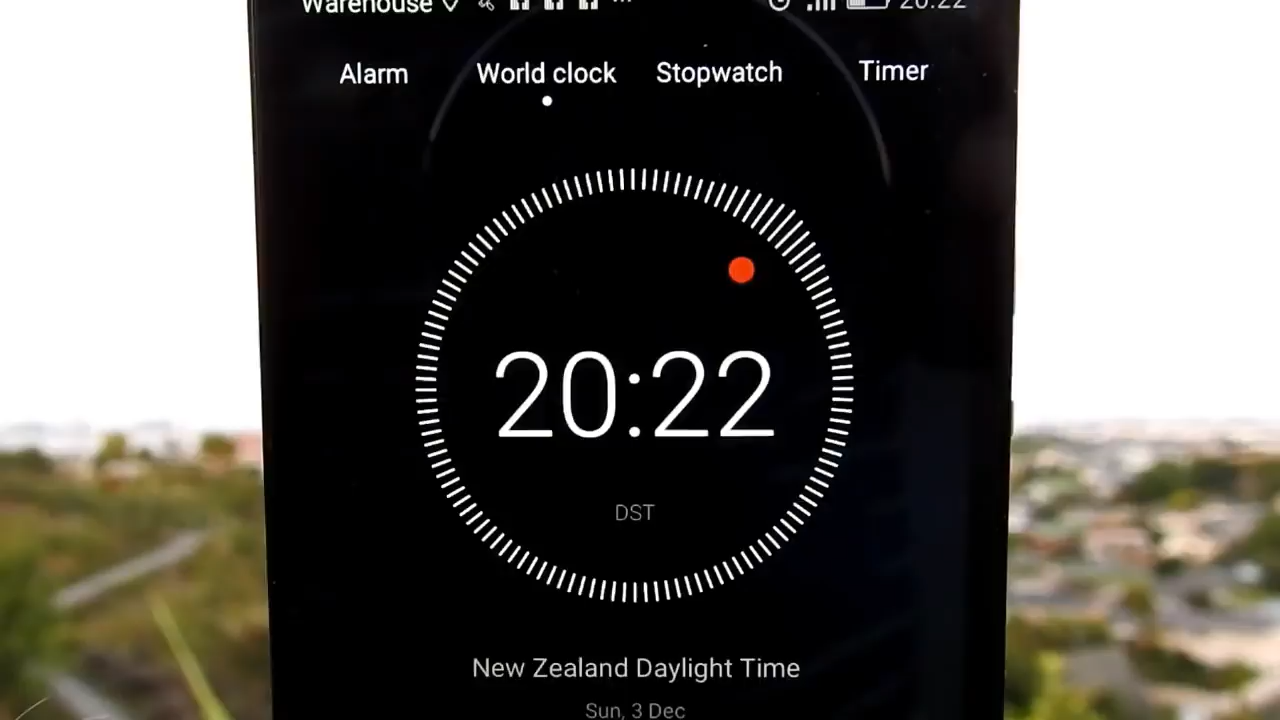 Warehouse 20:22
Alarm World clock Stopwatch Timer
20:22
DST
New Zealand Daylight Time
Sun, 3 Dec